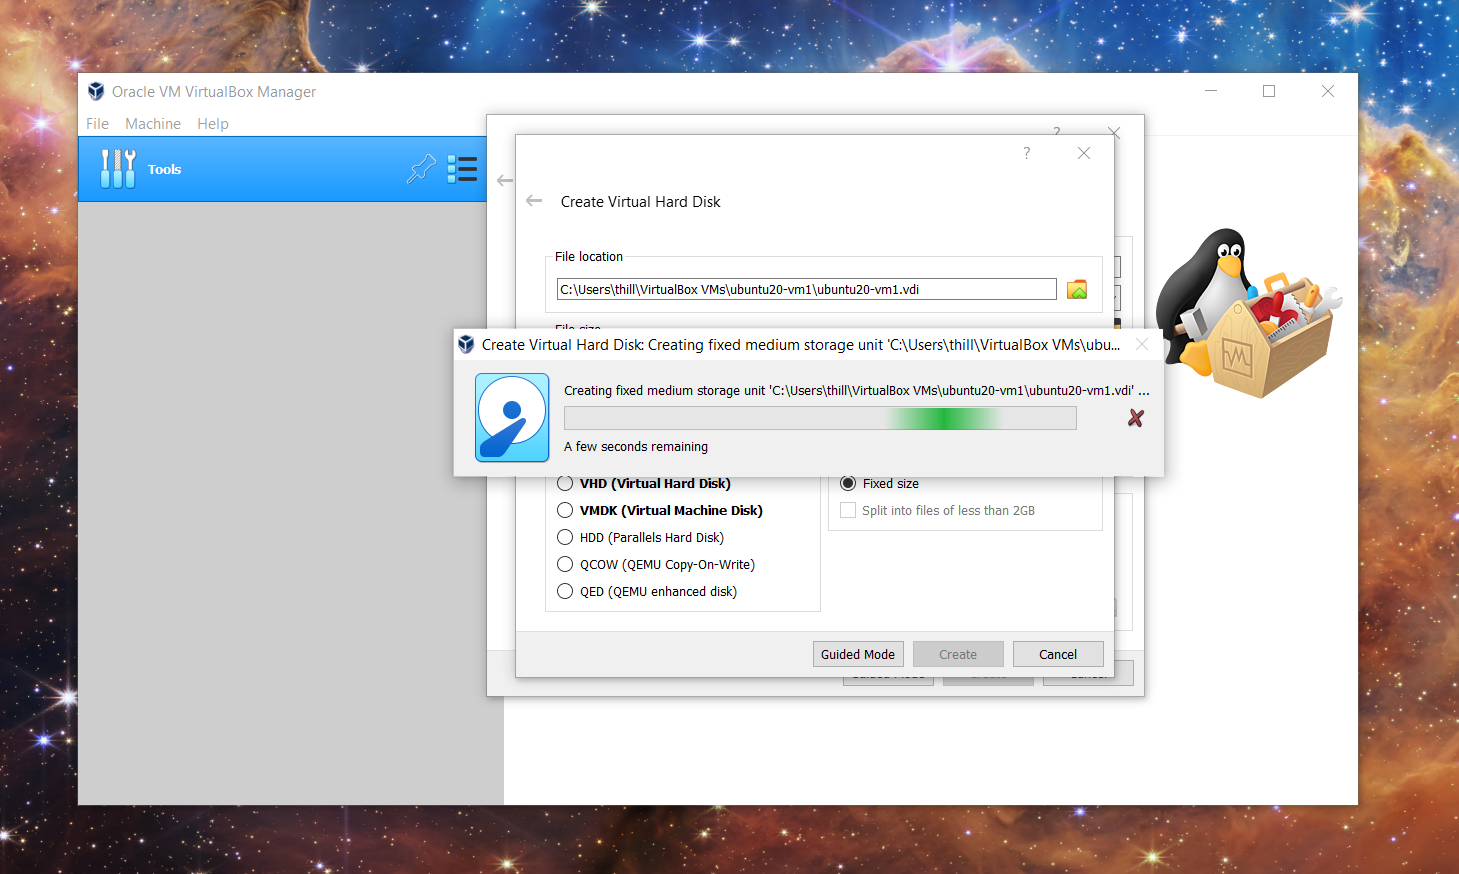 Oracle VM VirtualBox Manager
File Machine Help
Tools
?
?
Create Virtual Hard Disk
File location
C:\Users\thill\VirtualBox VMs\ubuntu20-vm1\ubuntu20-vm1.vdi
File size
Create Virtual Hard Disk: Creating fixed medium storage unit 'C:\Users\thill\VirtualBox VMs\ubu...
Creating fixed medium storage unit 'C:\Users\thill\VirtualBox VMs\ubuntu20-vm1\ubuntu20-vm1.vdi' ...
A few seconds remaining
VHD (Virtual Hard Disk)
VMDK (Virtual Machine Disk)
HDD (Parallels Hard Disk)
QCOW (QEMU Copy-On-Write)
QED (QEMU enhanced disk)
Fixed size
Split into files of less than 2GB
Guided Mode Create Cancel
Guided Mode Create Cancel